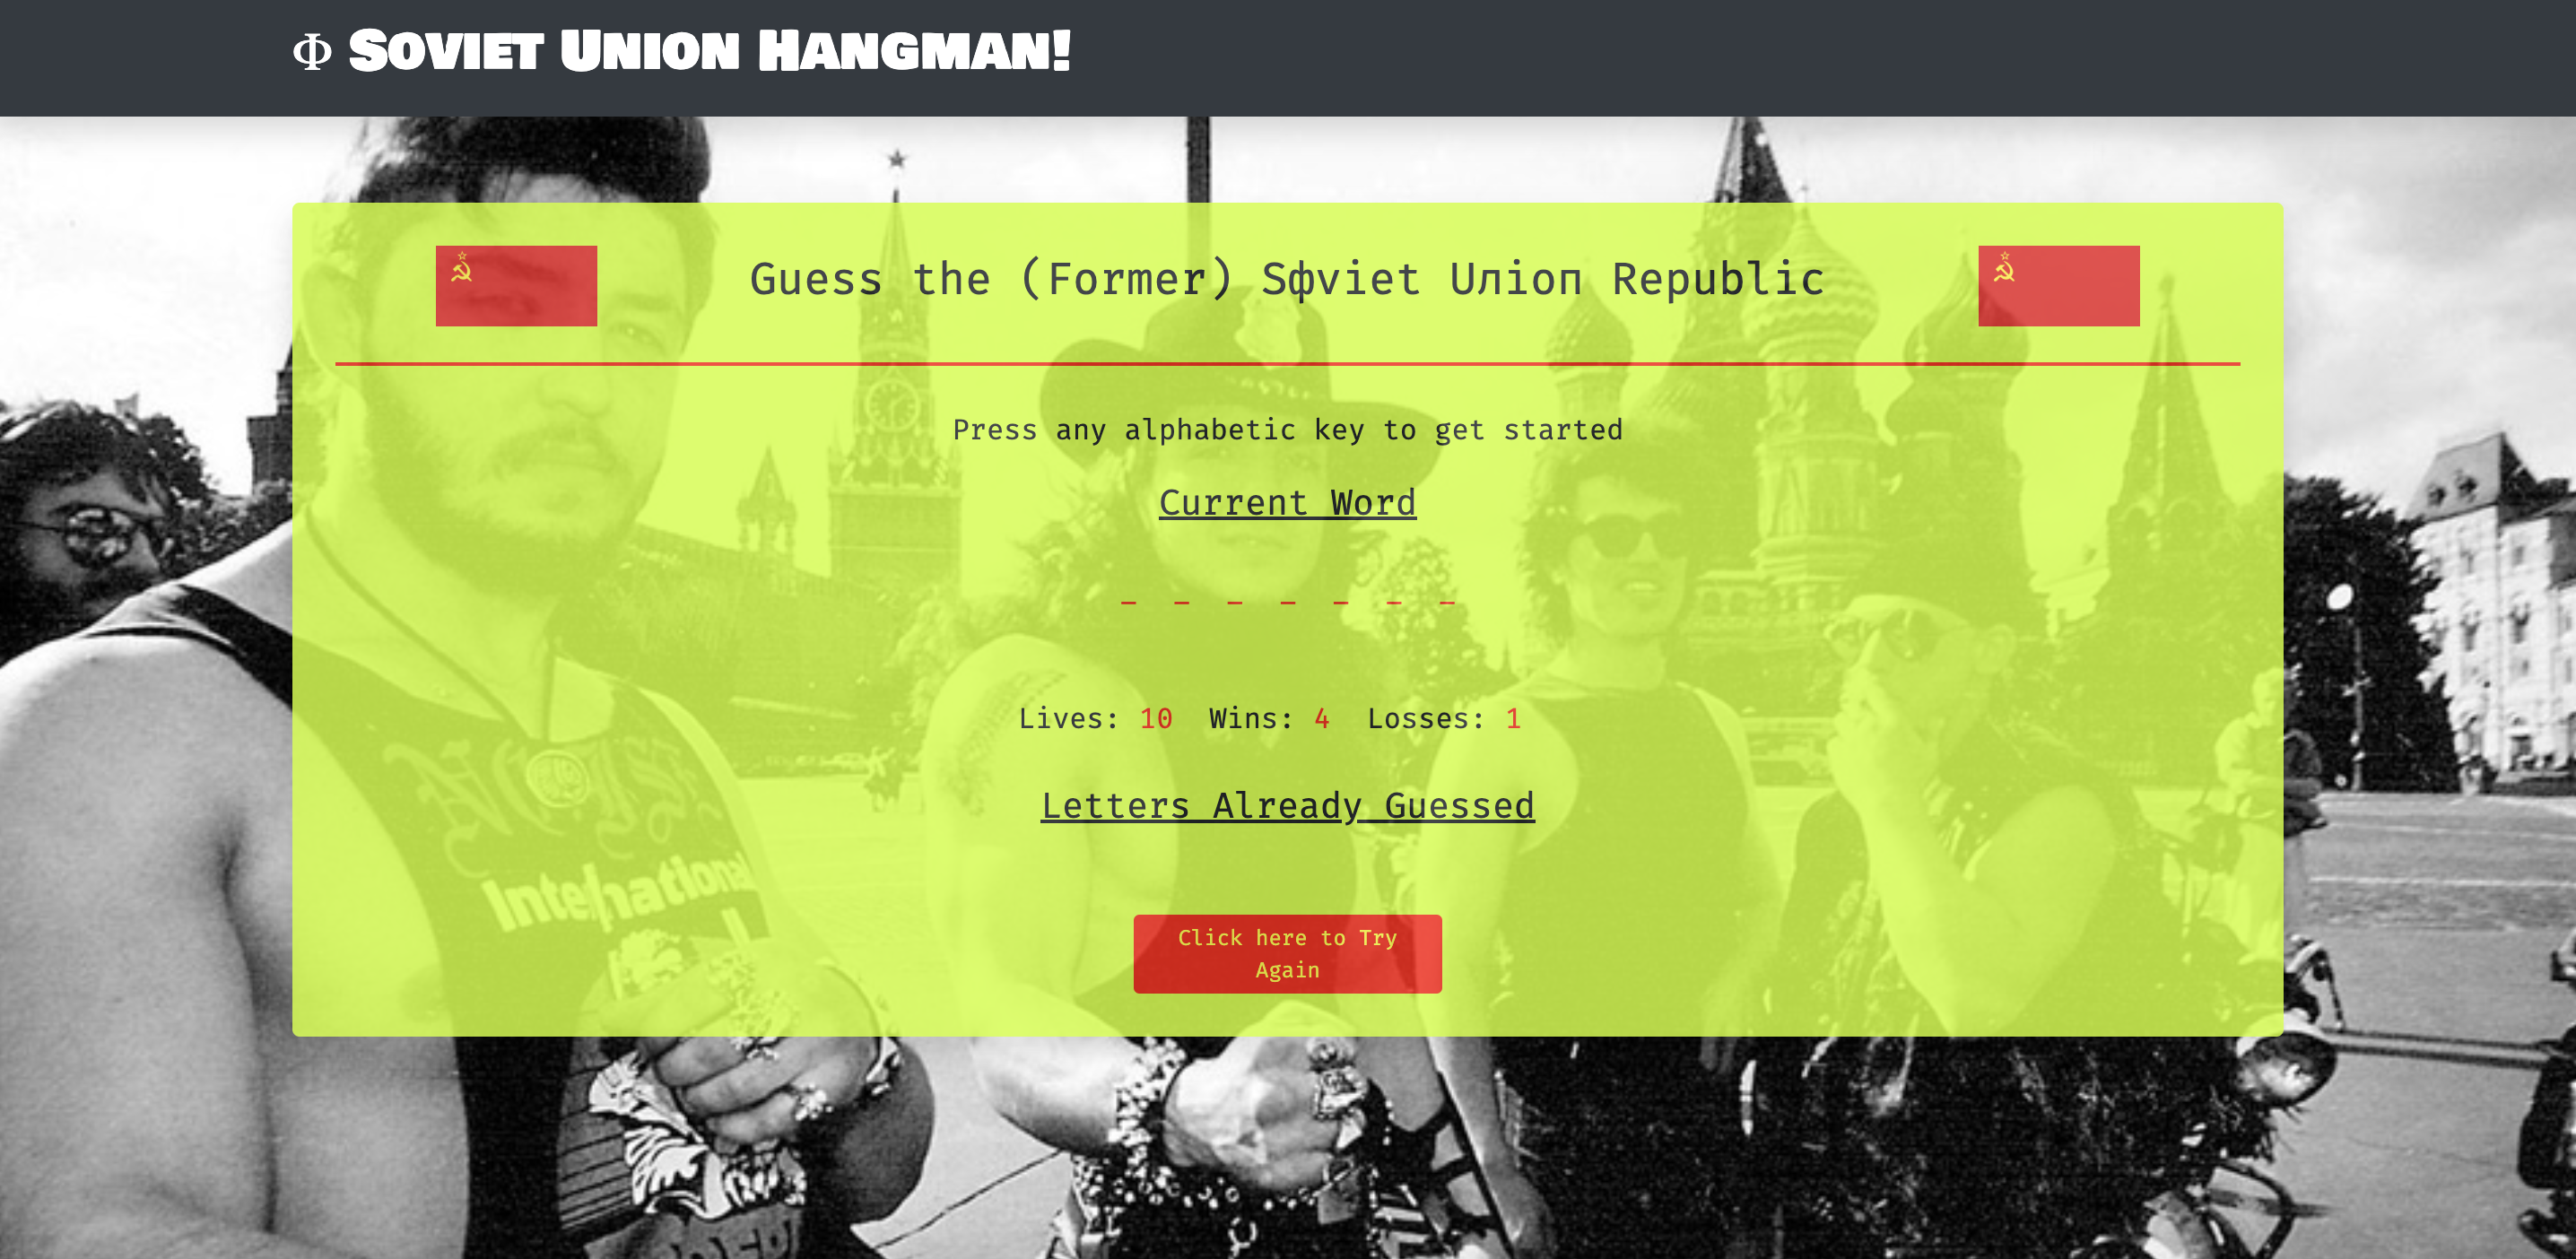 Ф Soviet Union Hangman!
Guess the (Former) Sфviet Uлioп Republic
Press any alphabetic key to get started
Current Word
_ _ _ _ _ _ _
Lives: 10 Wins: 4 Losses: 1
Letters Already Guessed
International
Click here to Try
Again